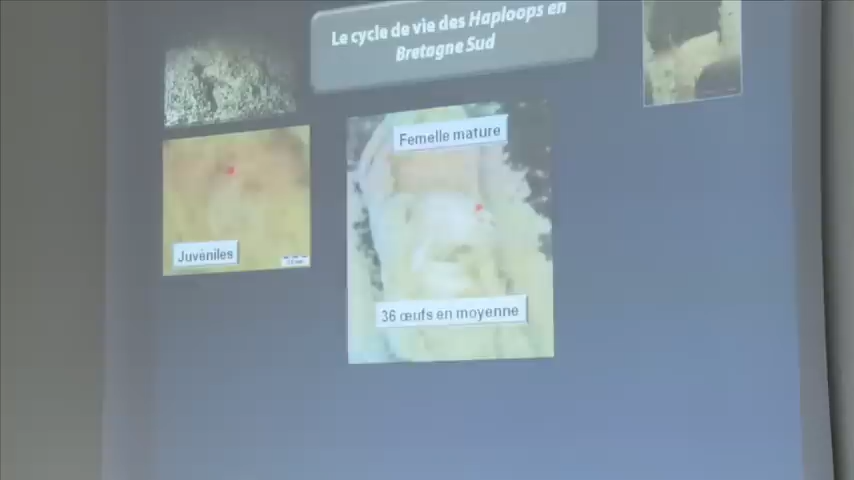 Le cycle de vie des Haploops en
Bretagne Sud
Femelle mature
Juvéniles
36 œufs en moyenne